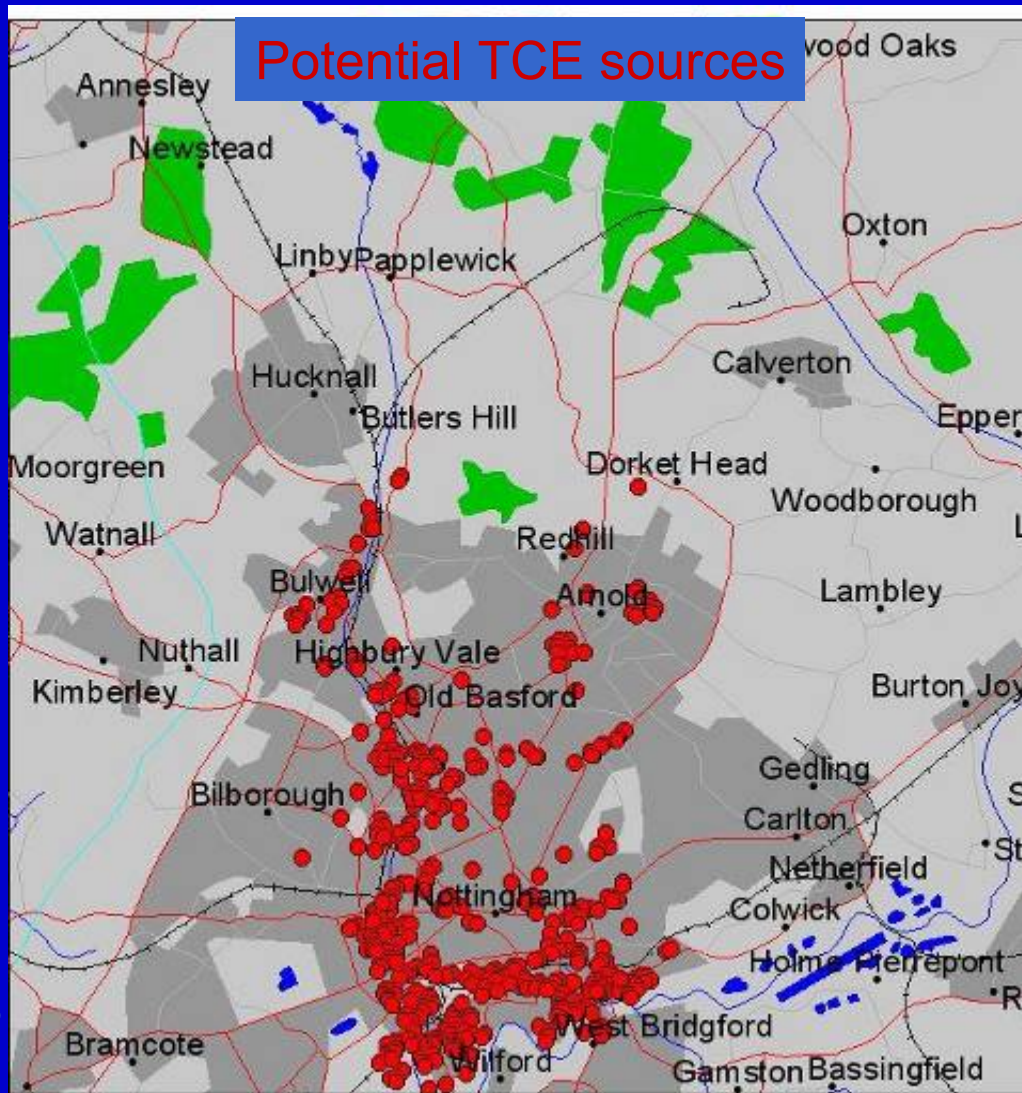 Potential TCE sources
wood Oaks
Annesley
Newstead
Oxton
Linby Papplewick
Calverton
Hucknall
Butlers Hill
Epper
Moorgreen
Dorket Head
Woodborough
Watnall
Redhill
L
Bulwell
Arnold
Lambley
Nuthall
Highbury Vale
Kimberley
Old Basford
Burton Joy
Gedling
Bilborough
S
Carlton
St
Netherfield
Nottingham
Colwick
Holme Pierrepont
R
West Bridgford
Bramcote
Wilford
Gamston
Bassingfield